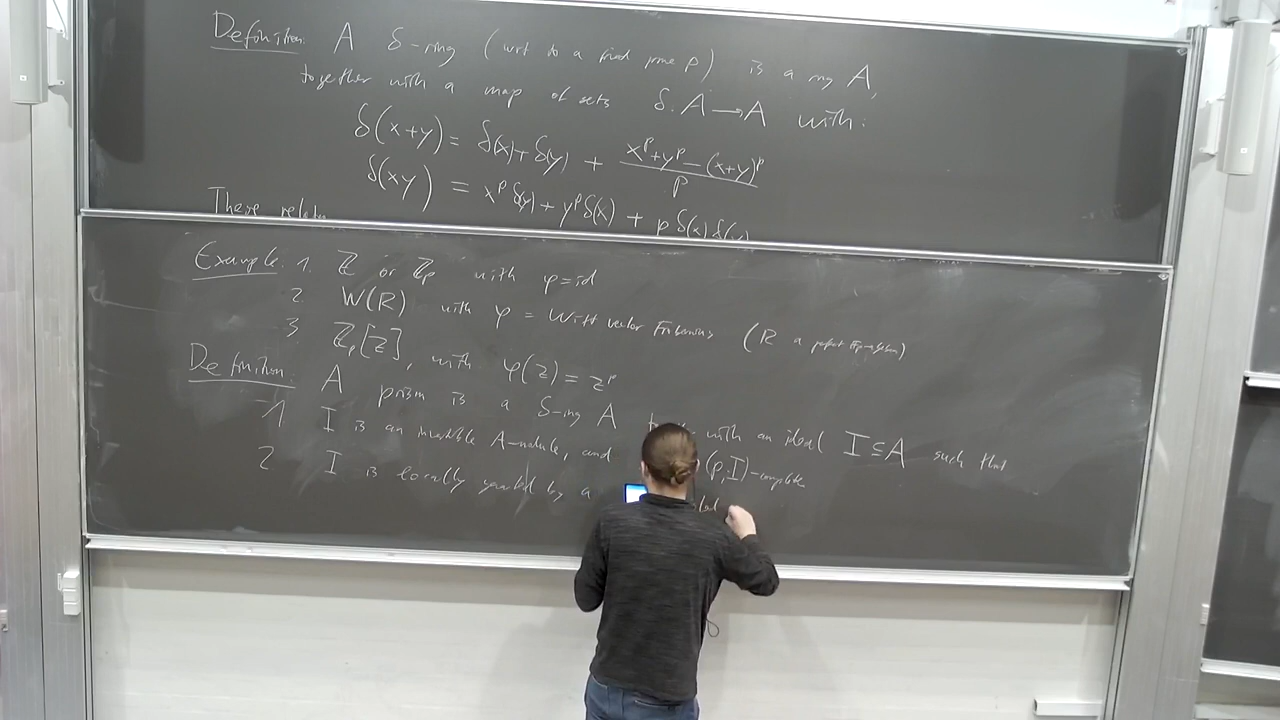 Definition: A δ-ring (wrt to a fixed prime p) is a ring A,
together with a map of sets δ: A → A with:
δ(x+y) = δ(x)+δ(y) + (x^p+y^p-(x+y)^p)/p
δ(xy) = x^p δ(y) + y^p δ(x) + p δ(x) δ(y)
These
Example. 1. ℤ or ℤ_p with φ=id
2. W(R) with φ = Witt vector Frobenius (R a perfect F_p-algebra)
3 ℤ_p[z], with φ(z) = z^p
Definition: A prism is a δ-ring A with an ideal I⊆A such that
1 I is an invertible A-module, and (p,I)-complete
2 I is locally generated by a